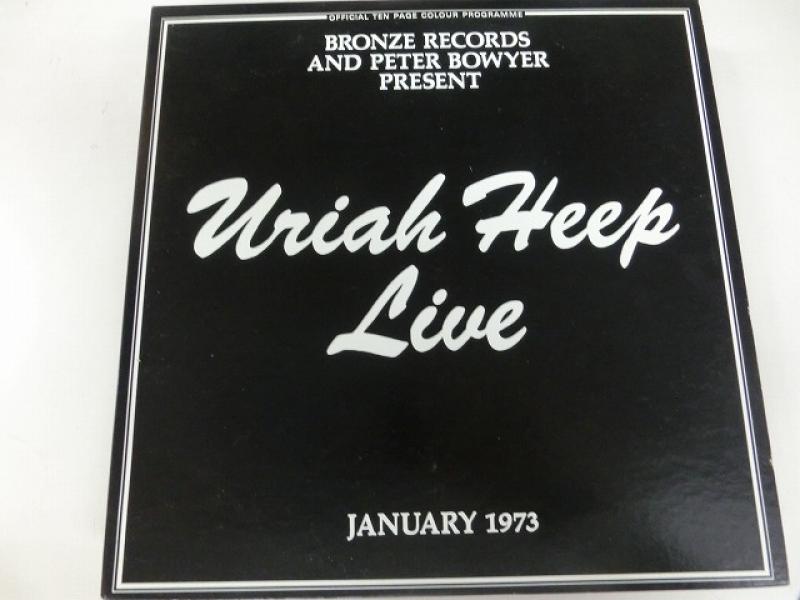 OFFICIAL TEN PAGE COLOUR PROGRAMME
BRONZE RECORDS
AND PETER BOWYER
PRESENT
Uriah Heep
Live
JANUARY 1973